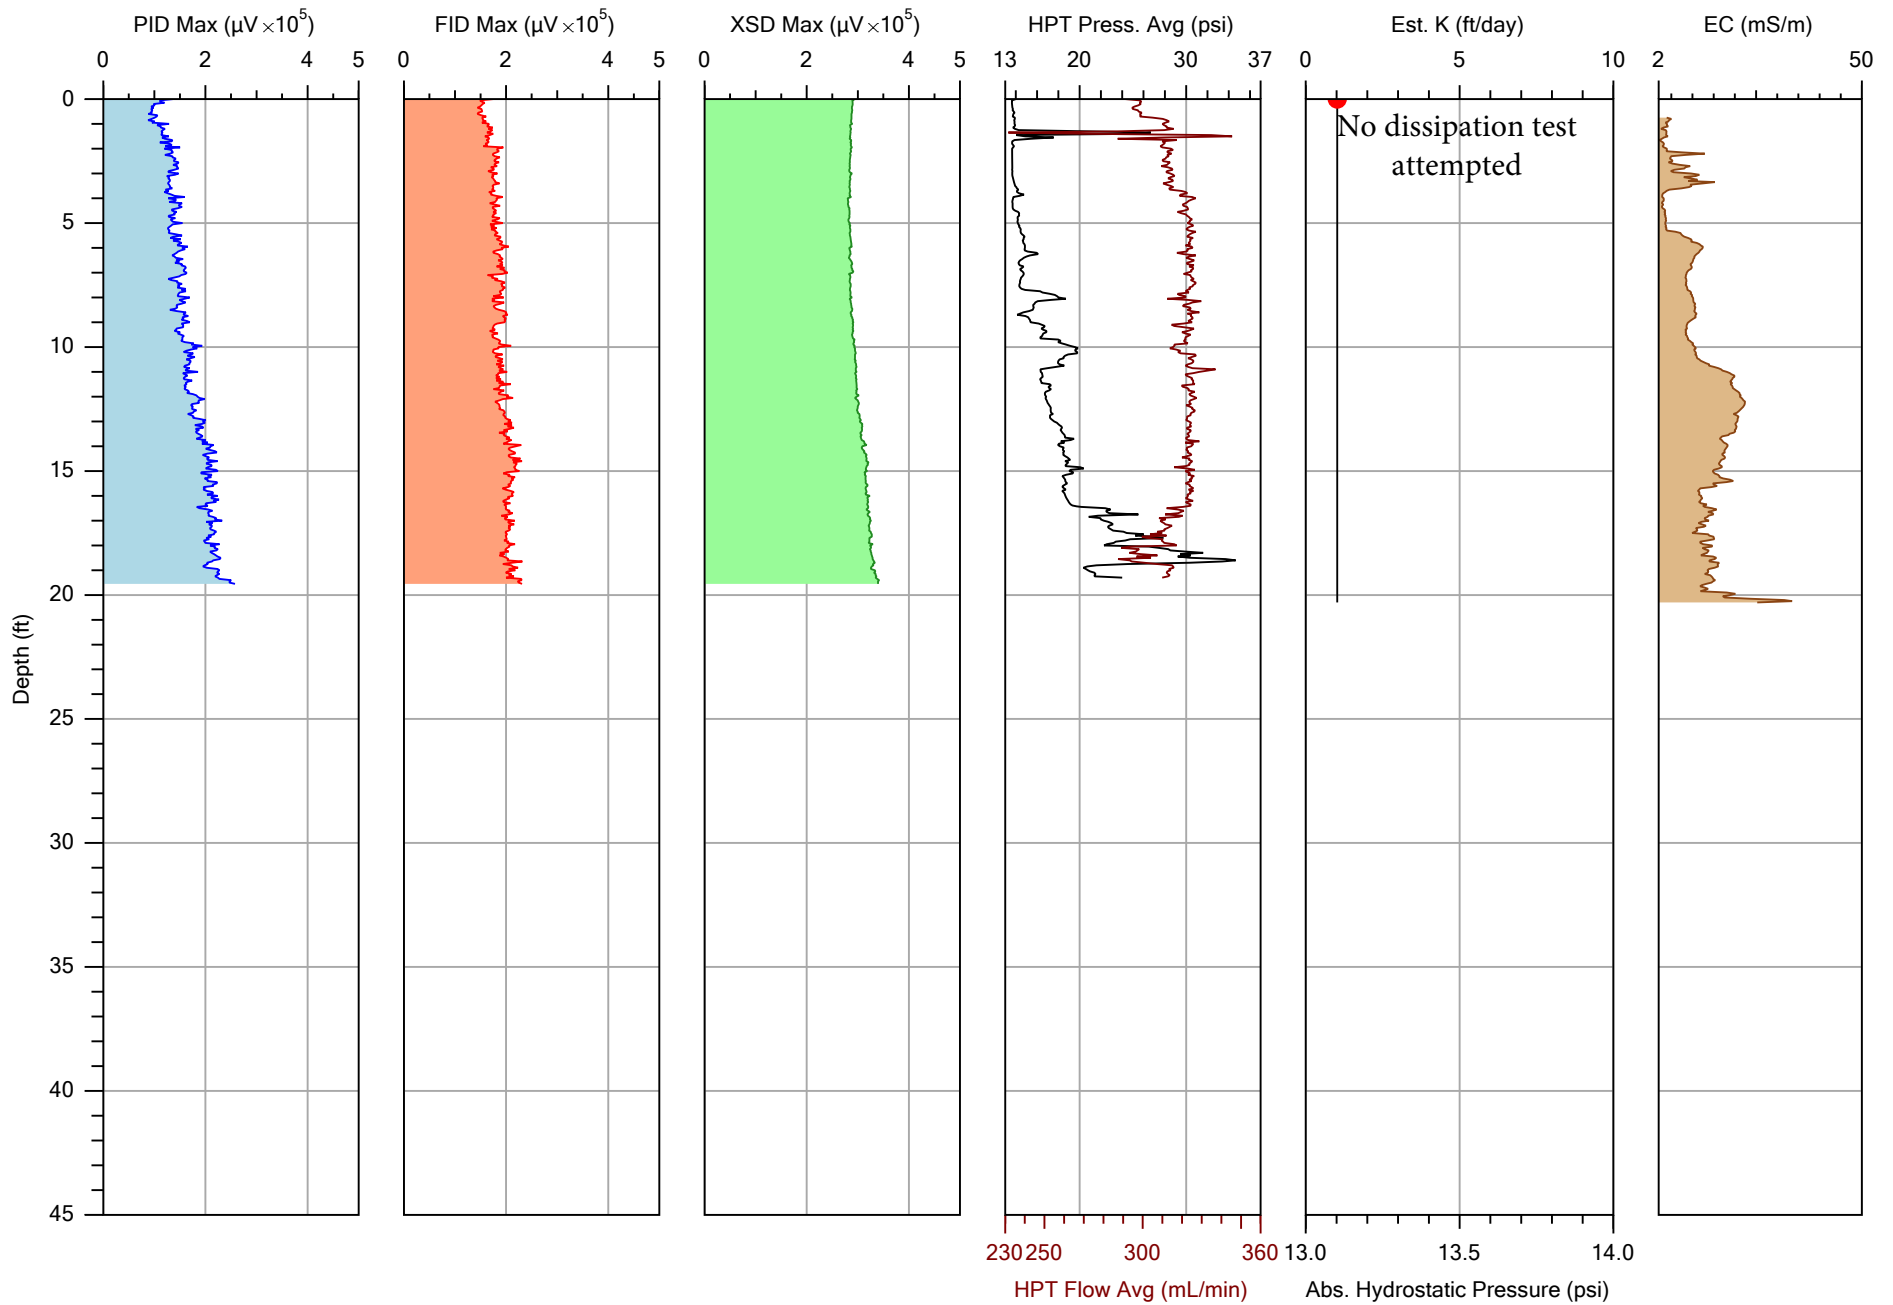 PID Max (µV ×10⁵) FID Max (µV ×10⁵) XSD Max (µV ×10⁵) HPT Press. Avg (psi) Est. K (ft/day) EC (mS/m)
0 2 4 5 0 2 4 5 0 2 4 5 13 20 30 37 0 5 10 2 50
0
No dissipation test
attempted
5
10
15
20
Depth (ft)
25
30
35
40
45
230 250 300 360 13.0 13.5 14.0
HPT Flow Avg (mL/min) Abs. Hydrostatic Pressure (psi)